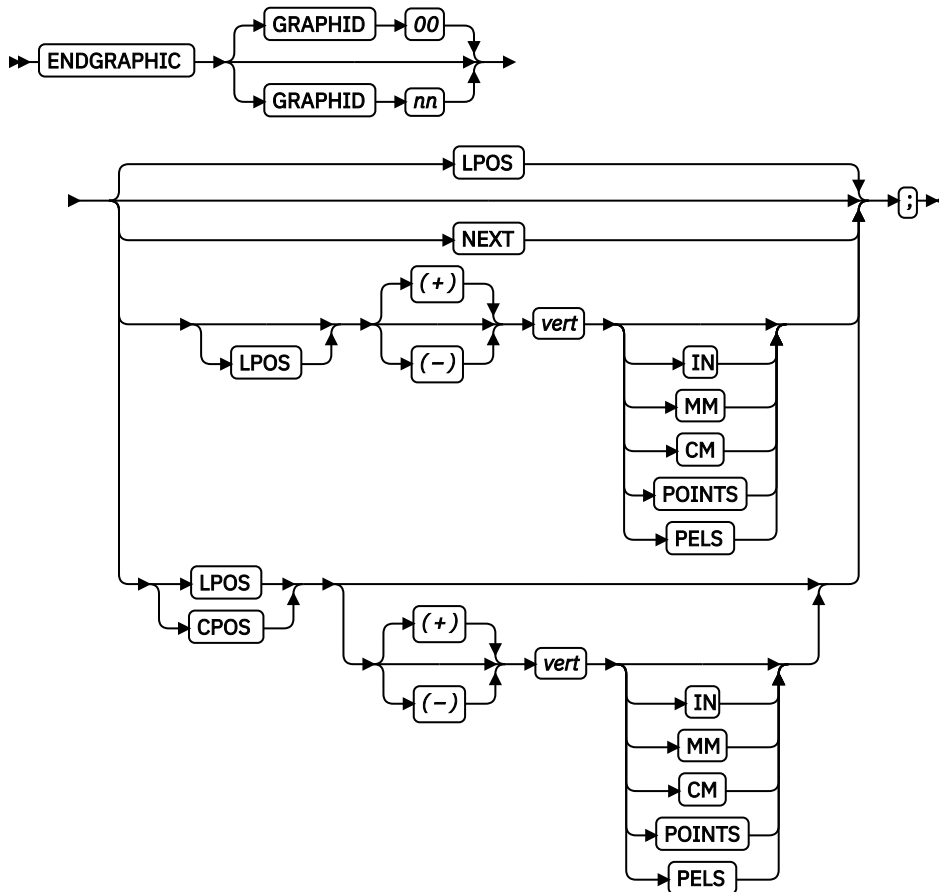 GRAPHID 00
ENDGRAPHIC
GRAPHID nn
LPOS
;
NEXT
(+)
vert
LPOS (–)
IN
MM
CM
POINTS
PELS
LPOS
CPOS
(+)
vert
(–)
IN
MM
CM
POINTS
PELS